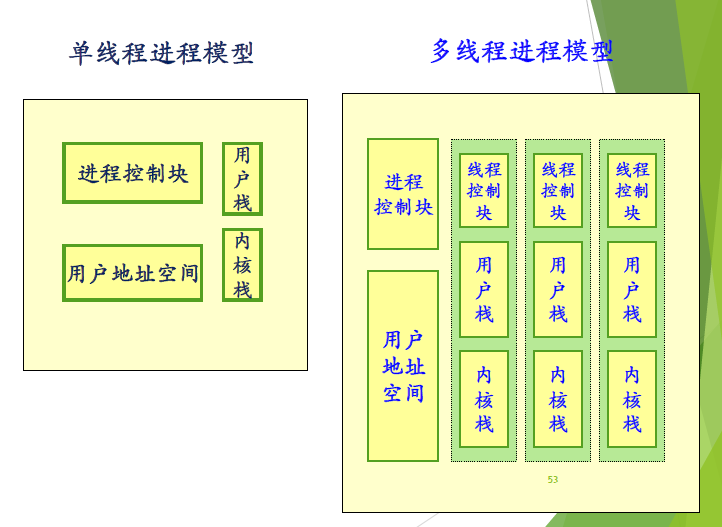 单线程进程模型
多线程进程模型
进程控制块
用
户
栈
用户地址空间
内
核
栈
进程
控制块
用户
地址
空间
线程
控制
块
用
户
栈
内
核
栈
线程
控制
块
用
户
栈
内
核
栈
线程
控制
块
用
户
栈
内
核
栈
53